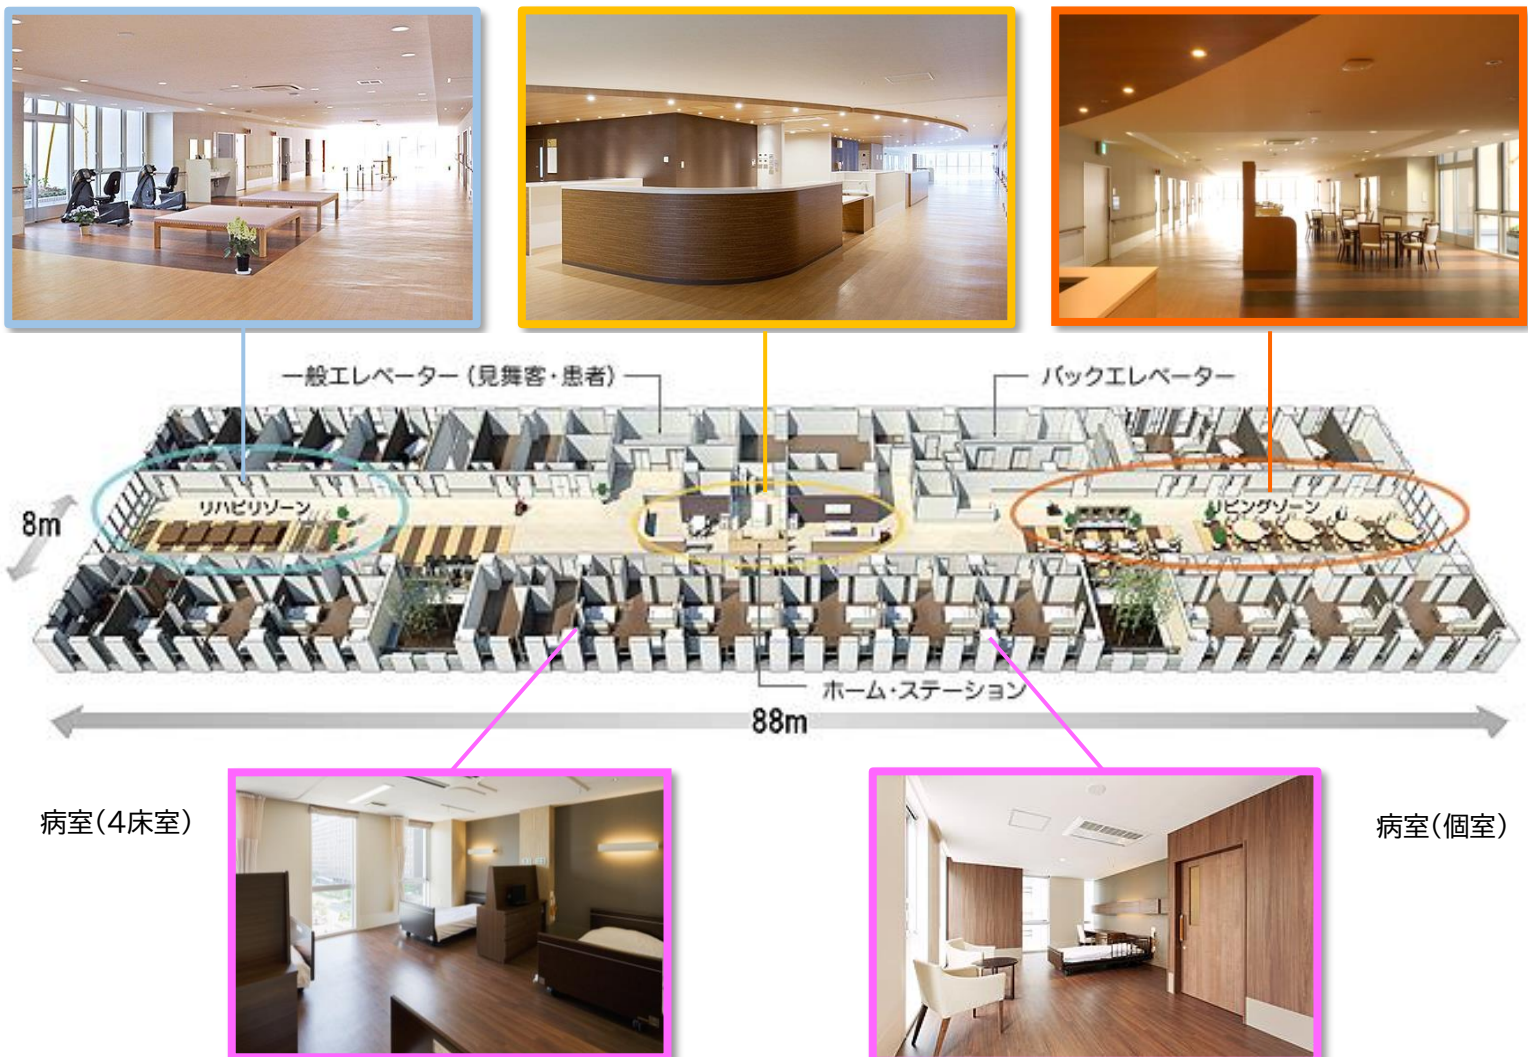 一般エレベーター(見舞客・患者)
バックエレベーター
リハビリゾーン
リビングゾーン
8m
ホーム・ステーション
88m
病室(4床室)
病室(個室)